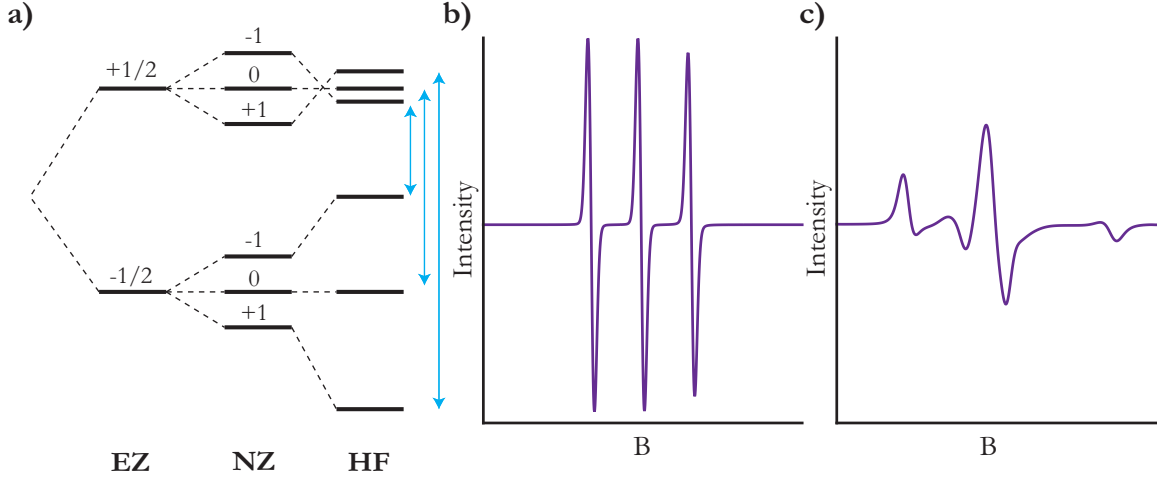 a)
+1/2
-1/2
-1
0
+1
-1
0
+1
EZ
NZ
HF
b)
Intensity
B
c)
Intensity
B